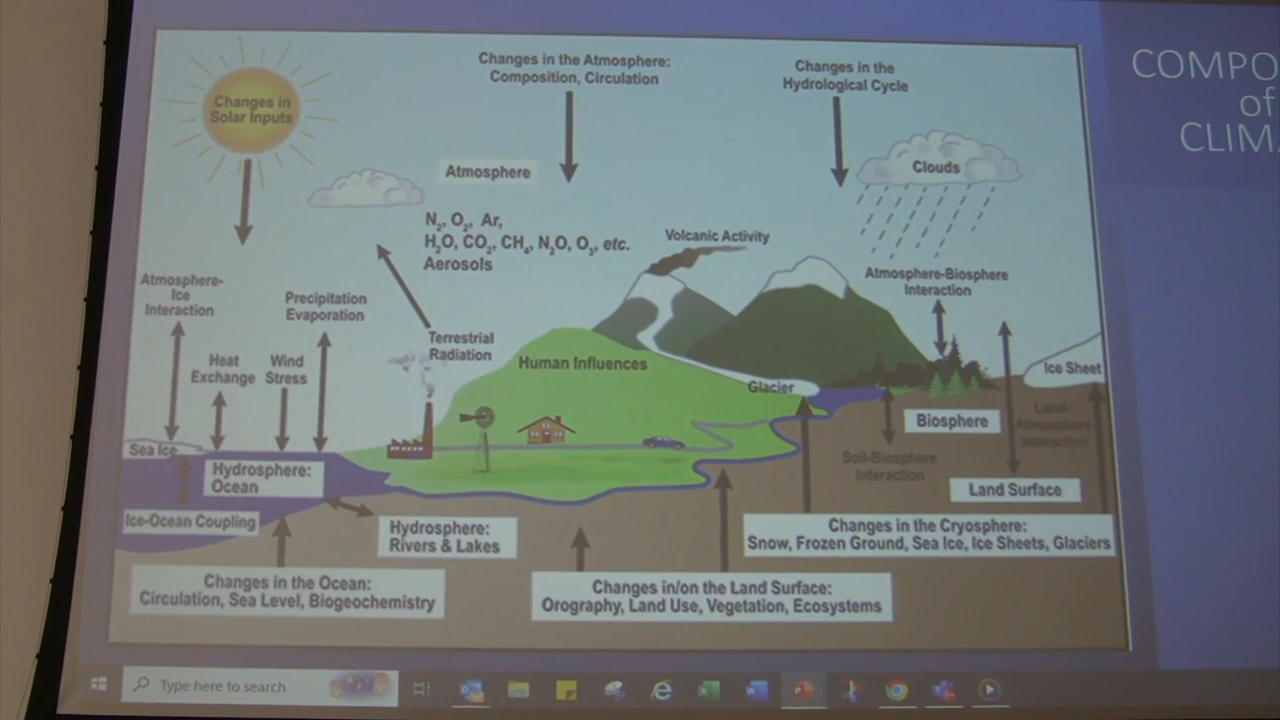 COMPO
of
CLIM
Changes in
Solar Inputs
Changes in the Atmosphere:
Composition, Circulation
Changes in the
Hydrological Cycle
Atmosphere
Clouds
N₂, O₂, Ar,
H₂O, CO₂, CH₄, N₂O, O₃, etc.
Aerosols
Volcanic Activity
Atmosphere-
Ice
Interaction
Precipitation
Evaporation
Atmosphere-Biosphere
Interaction
Terrestrial
Radiation
Heat
Exchange
Wind
Stress
Human Influences
Glacier
Ice Sheet
Land-
Atmosphere
Interaction
Biosphere
Soil-Biosphere
Interaction
Land Surface
Sea Ice
Hydrosphere:
Ocean
Ice-Ocean Coupling
Hydrosphere:
Rivers & Lakes
Changes in the Cryosphere:
Snow, Frozen Ground, Sea Ice, Ice Sheets, Glaciers
Changes in the Ocean:
Circulation, Sea Level, Biogeochemistry
Changes in/on the Land Surface:
Orography, Land Use, Vegetation, Ecosystems
Type here to search